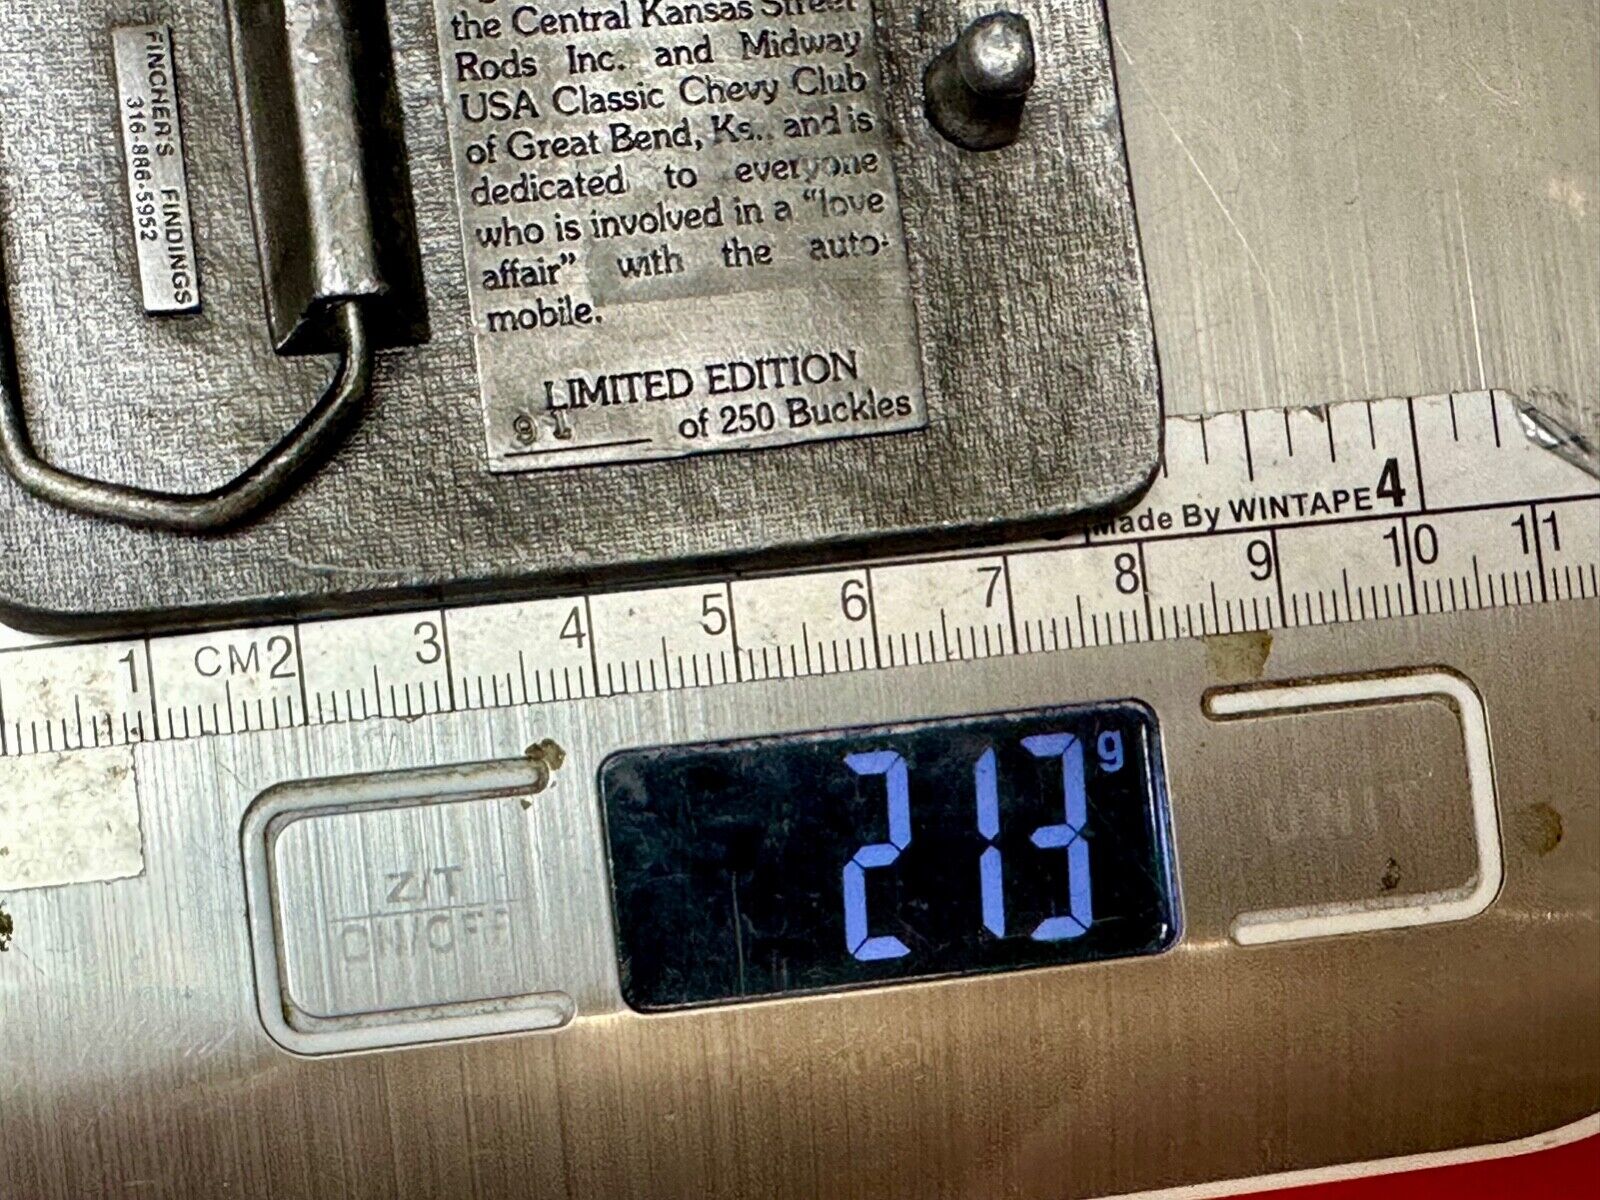 FINCHER'S FINDINGS
316·886·5952
the Central Kansas Street
Rods Inc. and Midway
USA Classic Chevy Club
of Great Bend, Ks., and is
dedicated to everyone
who is involved in a "love
affair" with the auto-
mobile.
LIMITED EDITION
91 of 250 Buckles
Made By WINTAPE 4
1 CM 2 3 4 5 6 7 8 9 10 11
213 g
Z/T
ON/OFF
UNIT